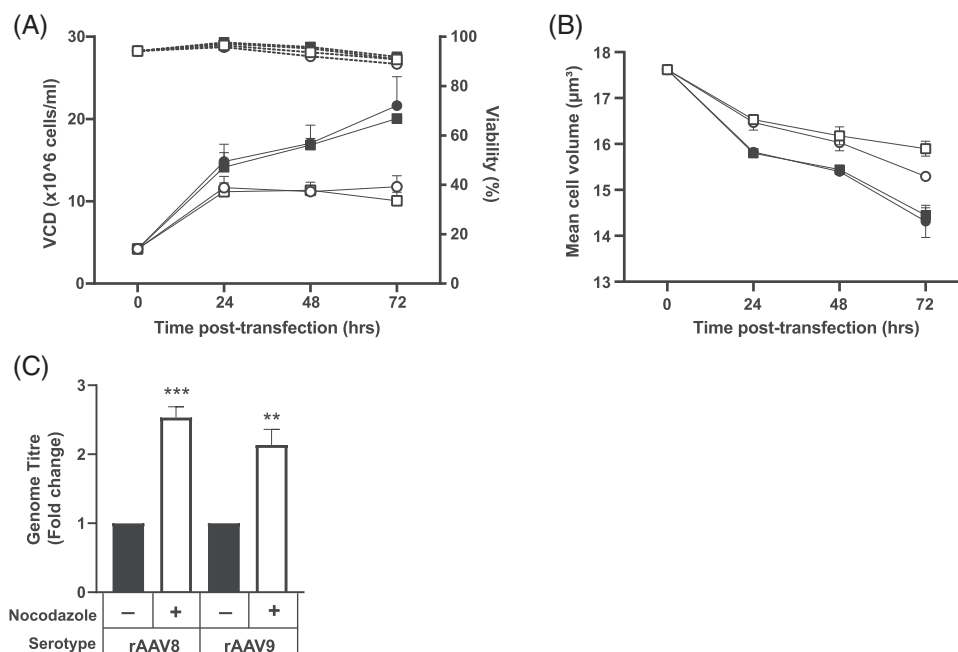 (A)
30
20
10
0
VCD (x10^6 cells/ml)
100
80
60
40
20
0
Viability (%)
0 24 48 72
Time post-transfection (hrs)
(B)
18
17
16
15
14
13
Mean cell volume (µm³)
0 24 48 72
Time post-transfection (hrs)
(C)
3
2
1
0
Genome Titre
(Fold change)
*** **
Nocodazole – + – +
Serotype rAAV8 rAAV9